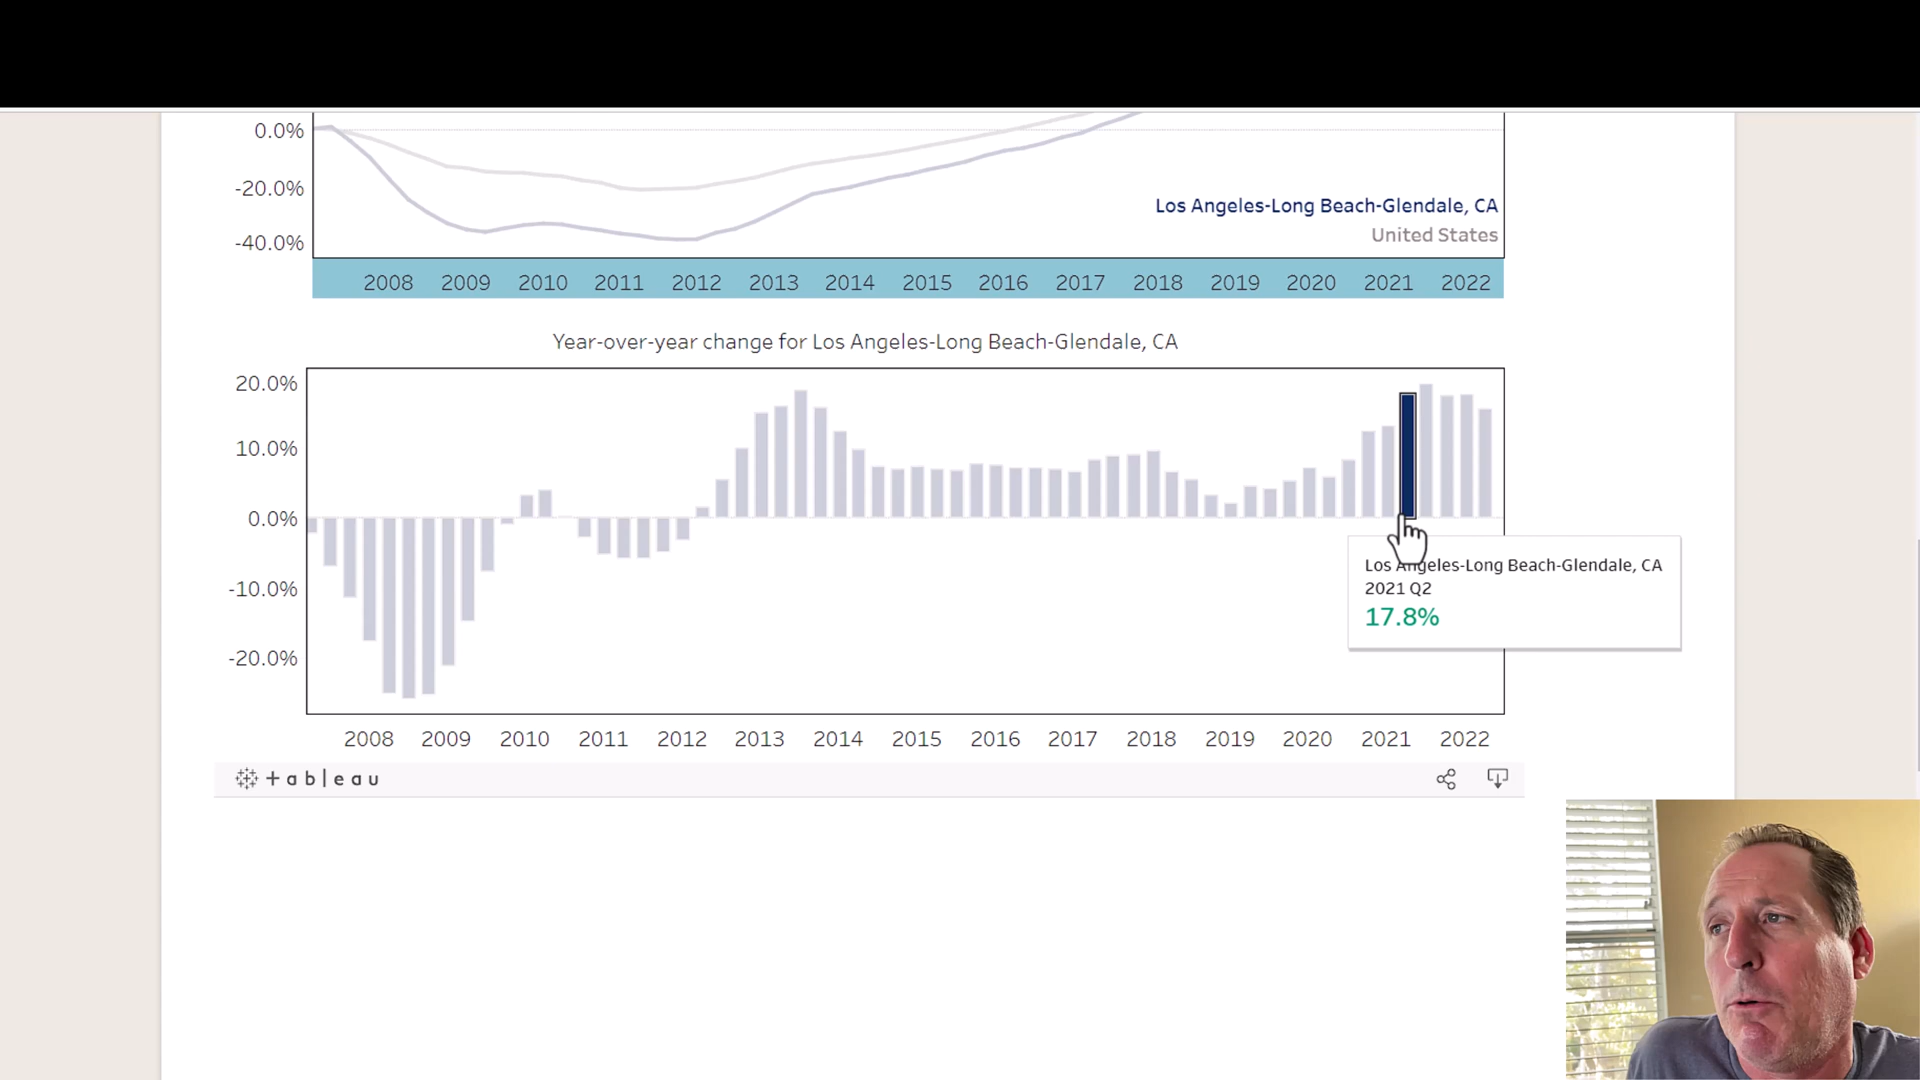 0.0%
-20.0%
-40.0%
Los Angeles-Long Beach-Glendale, CA
United States
2008 2009 2010 2011 2012 2013 2014 2015 2016 2017 2018 2019 2020 2021 2022
Year-over-year change for Los Angeles-Long Beach-Glendale, CA
20.0%
10.0%
0.0%
-10.0%
-20.0%
Los Angeles-Long Beach-Glendale, CA
2021 Q2
17.8%
2008 2009 2010 2011 2012 2013 2014 2015 2016 2017 2018 2019 2020 2021 2022
+ableau